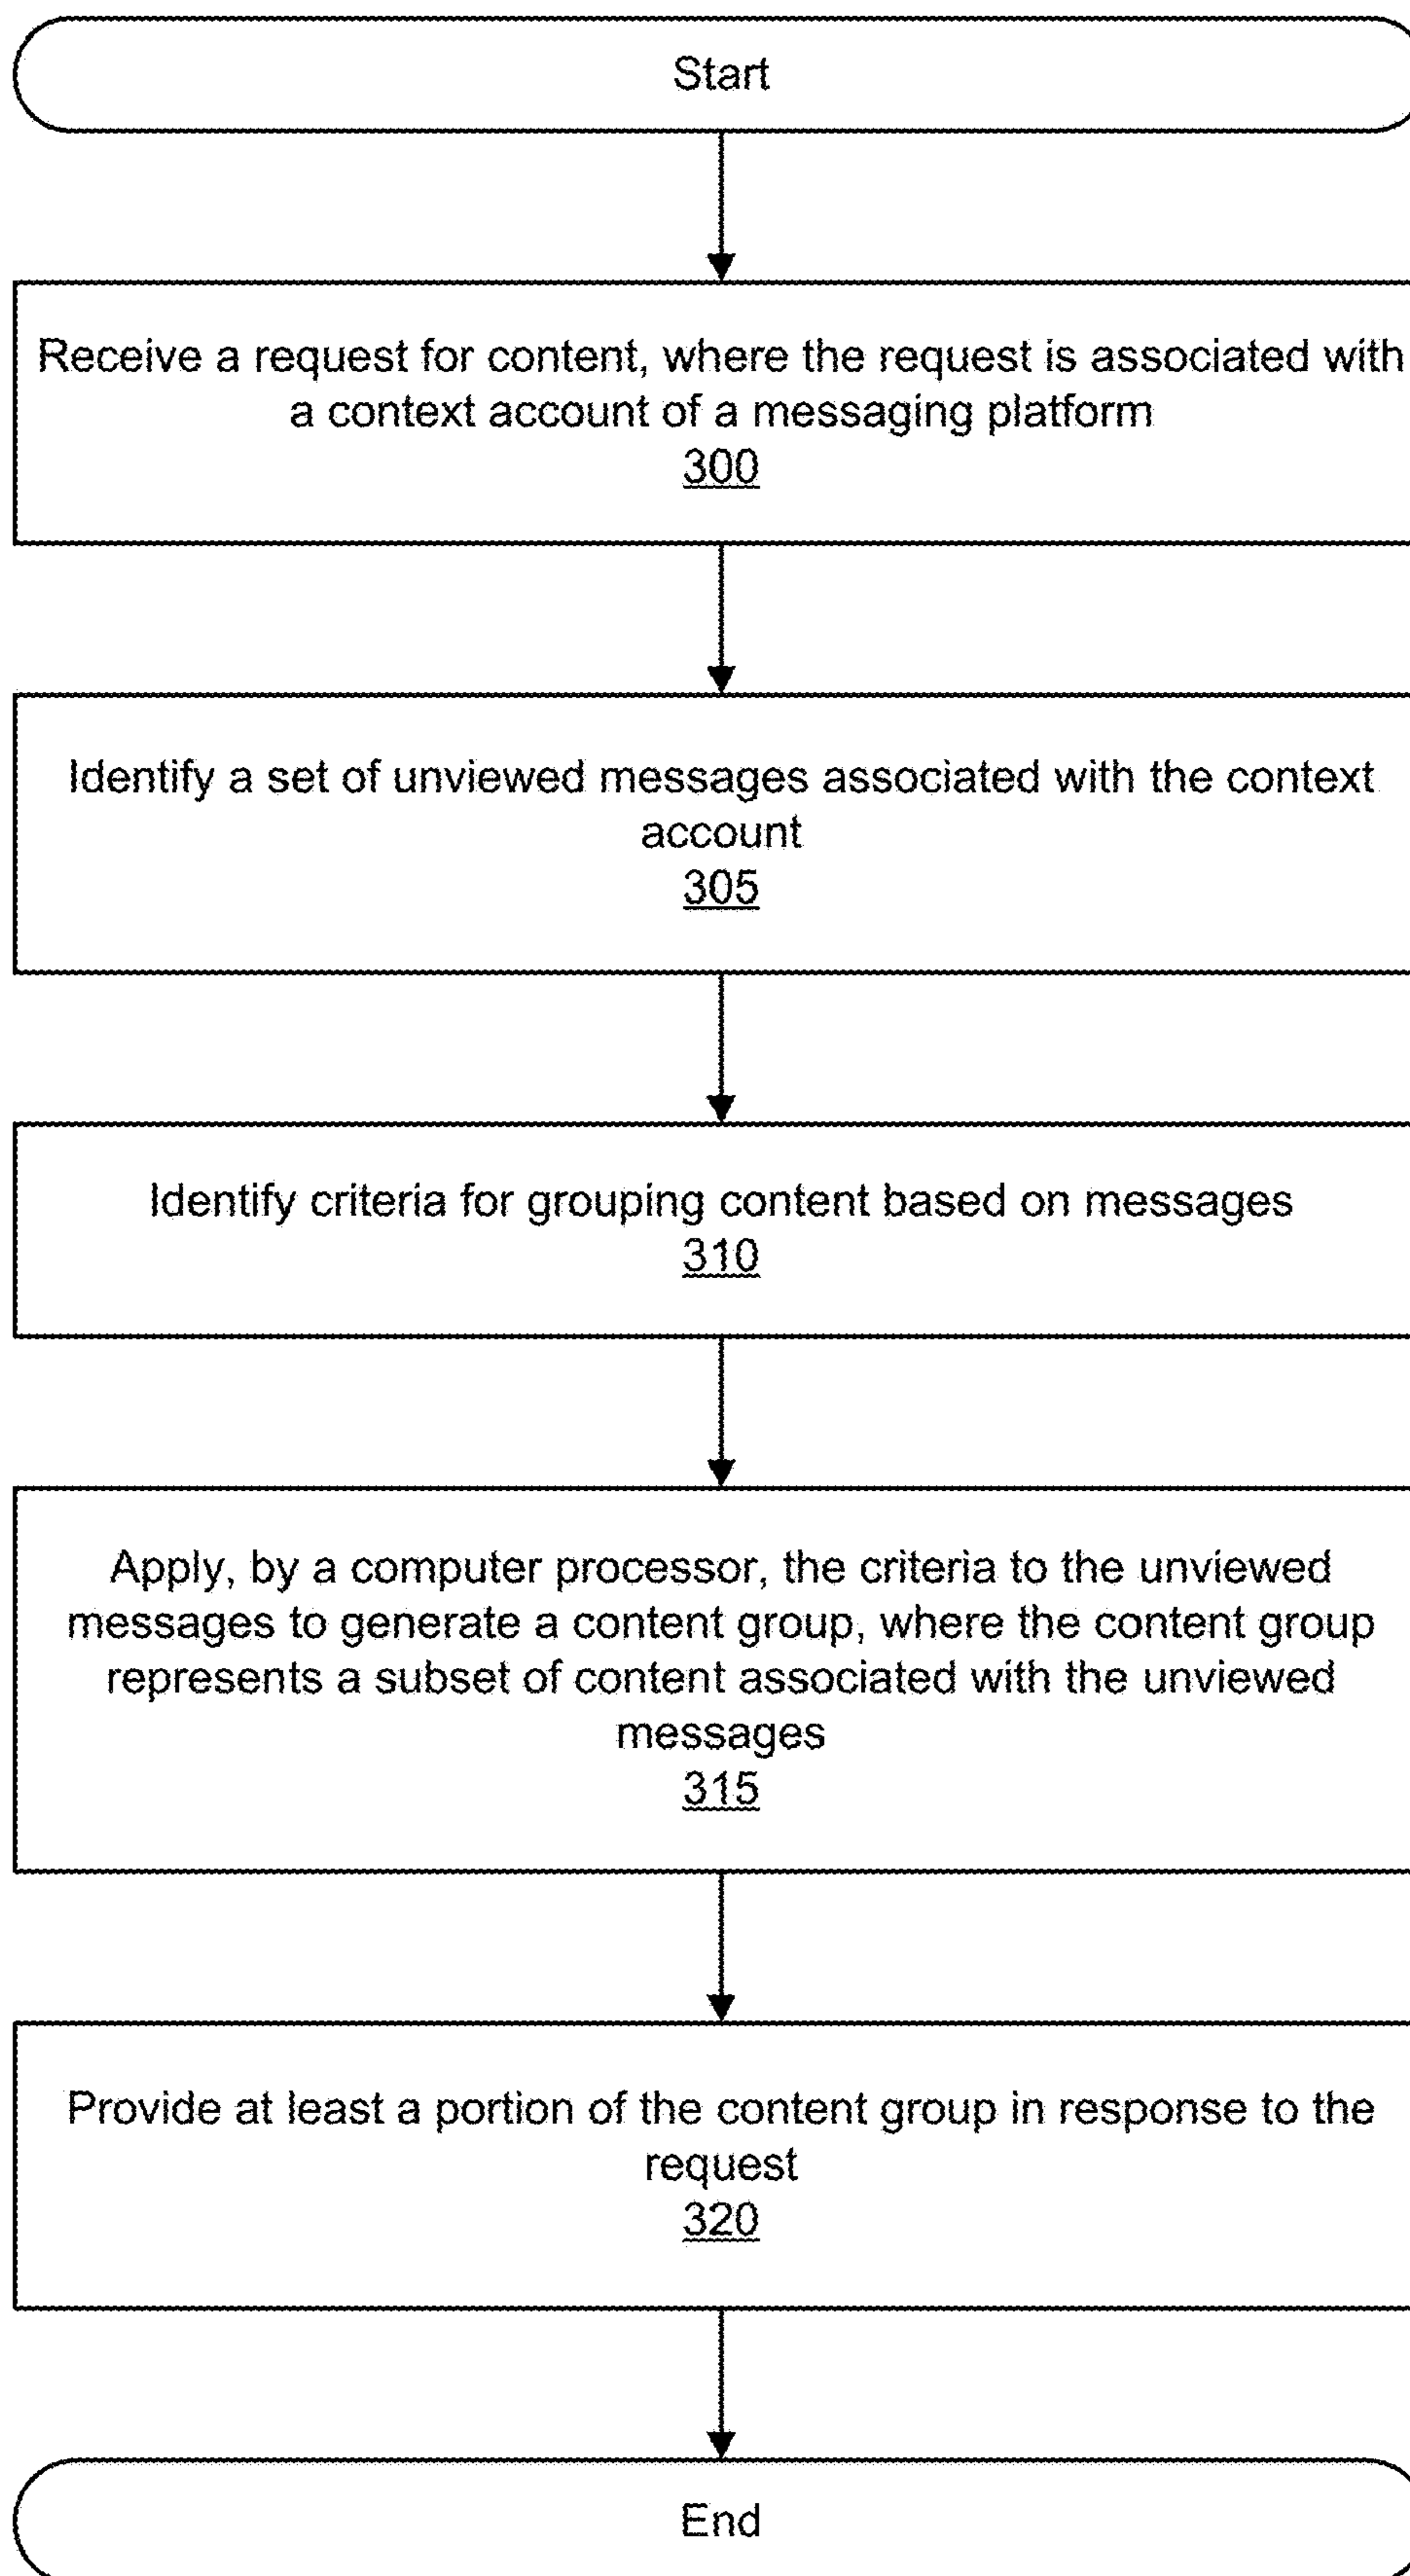 Start
Receive a request for content, where the request is associated with
a context account of a messaging platform
300
Identify a set of unviewed messages associated with the context
account
305
Identify criteria for grouping content based on messages
310
Apply, by a computer processor, the criteria to the unviewed
messages to generate a content group, where the content group
represents a subset of content associated with the unviewed
messages
315
Provide at least a portion of the content group in response to the
request
320
End